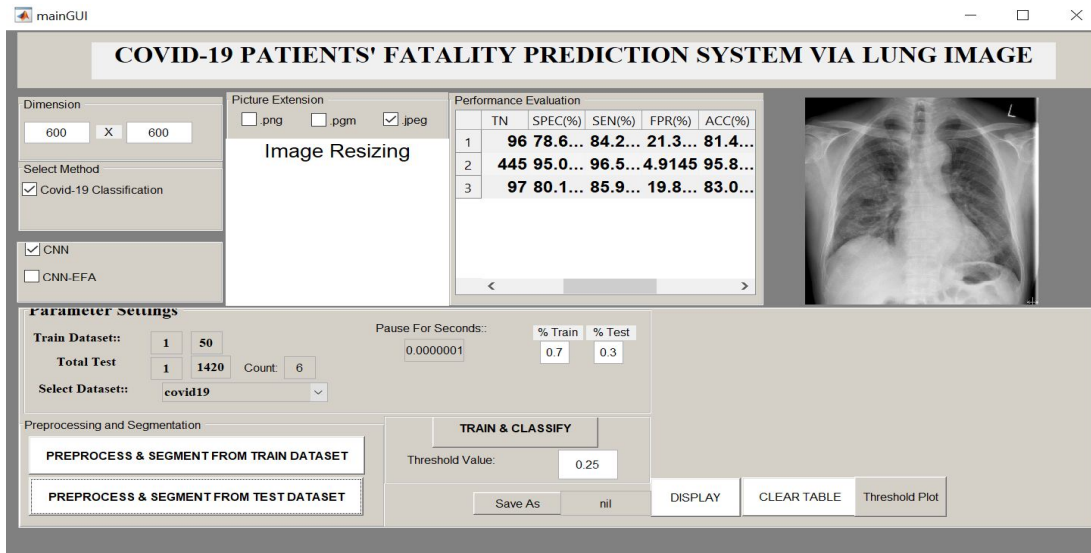 mainGUI
COVID-19 PATIENTS' FATALITY PREDICTION SYSTEM VIA LUNG IMAGE
Dimension
600 X 600
Select Method
Covid-19 Classification
CNN
CNN-EFA
Picture Extension
.png .pgm .jpeg
Image Resizing
Performance Evaluation
TN SPEC(%) SEN(%) FPR(%) ACC(%)
1 96 78.6... 84.2... 21.3... 81.4...
2 445 95.0... 96.5... 4.9145 95.8...
3 97 80.1... 85.9... 19.8... 83.0...
L
Parameter Settings
Train Dataset:: 1 50
Total Test 1 1420 Count: 6
Select Dataset:: covid19
Pause For Seconds::
0.0000001
% Train % Test
0.7 0.3
Preprocessing and Segmentation
PREPROCESS & SEGMENT FROM TRAIN DATASET
PREPROCESS & SEGMENT FROM TEST DATASET
TRAIN & CLASSIFY
Threshold Value: 0.25
Save As nil
DISPLAY CLEAR TABLE Threshold Plot